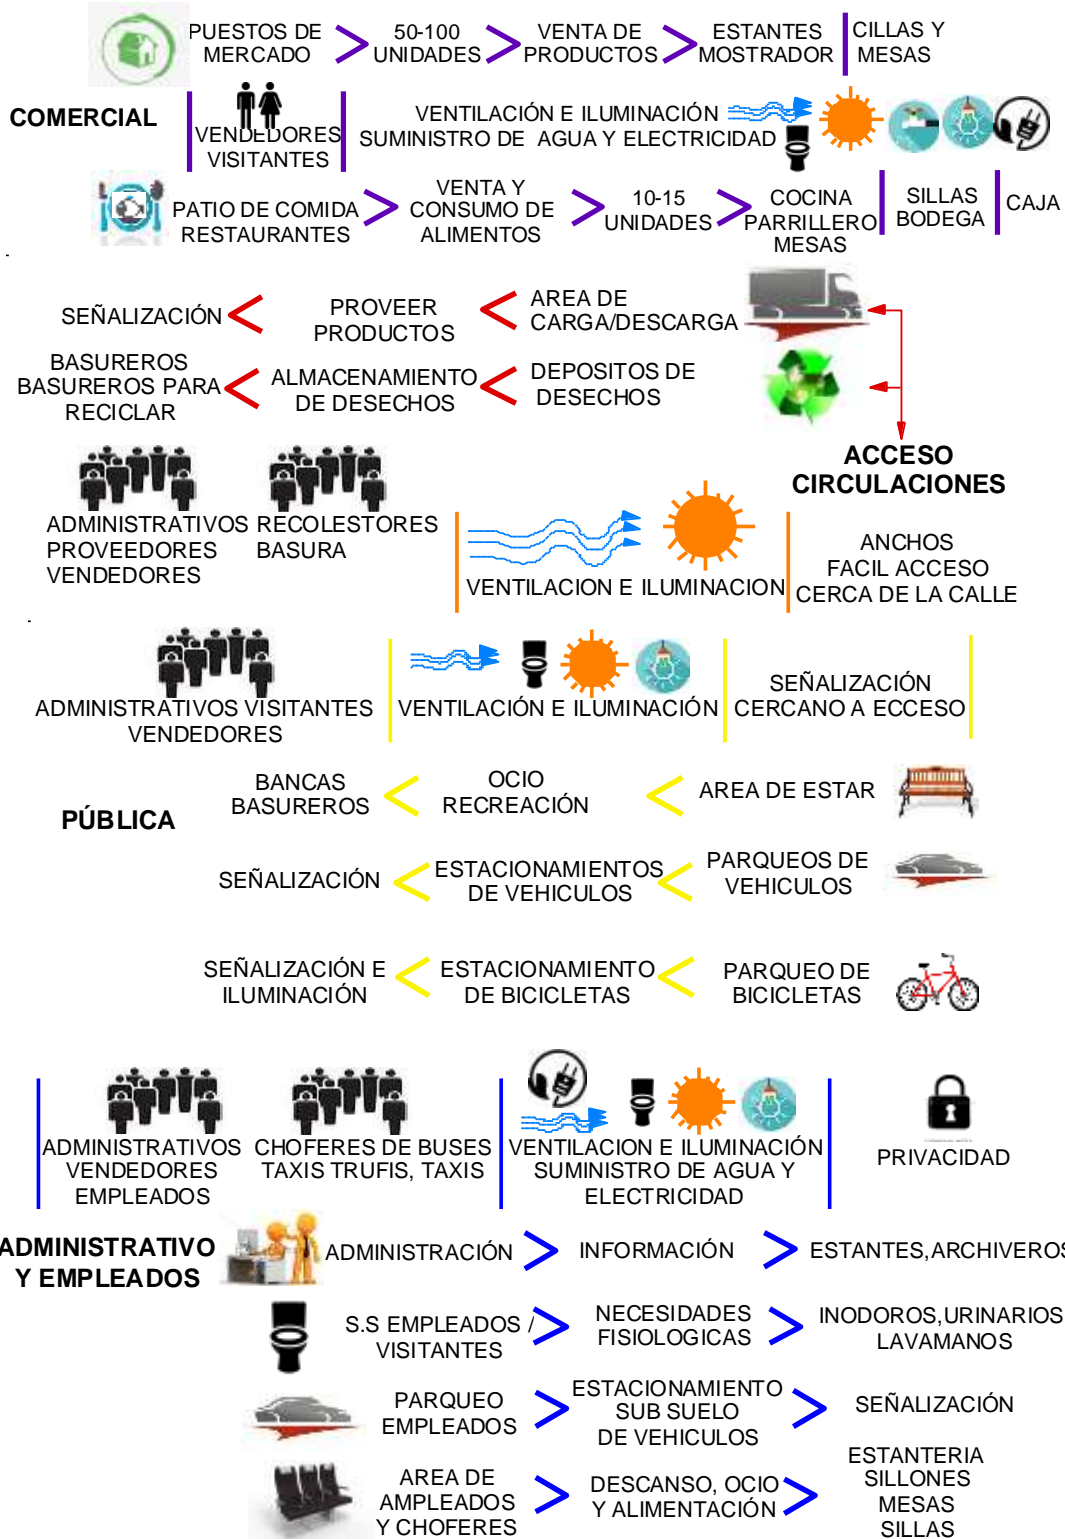 PUESTOS DE
MERCADO
50-100
UNIDADES
VENTA DE
PRODUCTOS
ESTANTES
MOSTRADOR
CILLAS Y
MESAS
COMERCIAL
VENDEDORES
VISITANTES
VENTILACIÓN E ILUMINACIÓN
SUMINISTRO DE AGUA Y ELECTRICIDAD
PATIO DE COMIDA
RESTAURANTES
VENTA Y
CONSUMO DE
ALIMENTOS
10-15
UNIDADES
COCINA
PARRILLERO
MESAS
SILLAS
BODEGA
CAJA
SEÑALIZACIÓN
PROVEER
PRODUCTOS
AREA DE
CARGA/DESCARGA
BASUREROS
BASUREROS PARA
RECICLAR
ALMACENAMIENTO
DE DESECHOS
DEPOSITOS DE
DESECHOS
ACCESO
CIRCULACIONES
ADMINISTRATIVOS
PROVEEDORES
VENDEDORES
RECOLESTORES
BASURA
VENTILACION E ILUMINACION
ANCHOS
FACIL ACCESO
CERCA DE LA CALLE
ADMINISTRATIVOS VISITANTES
VENDEDORES
VENTILACIÓN E ILUMINACIÓN
SEÑALIZACIÓN
CERCANO A ECCESO
PÚBLICA
BANCAS
BASUREROS
OCIO
RECREACIÓN
AREA DE ESTAR
SEÑALIZACIÓN
ESTACIONAMIENTOS
DE VEHICULOS
PARQUEOS DE
VEHICULOS
SEÑALIZACIÓN E
ILUMINACIÓN
ESTACIONAMIENTO
DE BICICLETAS
PARQUEO DE
BICICLETAS
ADMINISTRATIVOS
VENDEDORES
EMPLEADOS
CHOFERES DE BUSES
TAXIS TRUFIS, TAXIS
VENTILACION E ILUMINACIÓN
SUMINISTRO DE AGUA Y
ELECTRICIDAD
PRIVACIDAD
ADMINISTRATIVO
Y EMPLEADOS
ADMINISTRACIÓN
INFORMACIÓN
ESTANTES,ARCHIVEROS
S.S EMPLEADOS /
VISITANTES
NECESIDADES
FISIOLOGICAS
INODOROS,URINARIOS
LAVAMANOS
PARQUEO
EMPLEADOS
ESTACIONAMIENTO
SUB SUELO
DE VEHICULOS
SEÑALIZACIÓN
AREA DE
AMPLEADOS
Y CHOFERES
DESCANSO, OCIO
Y ALIMENTACIÓN
ESTANTERIA
SILLONES
MESAS
SILLAS